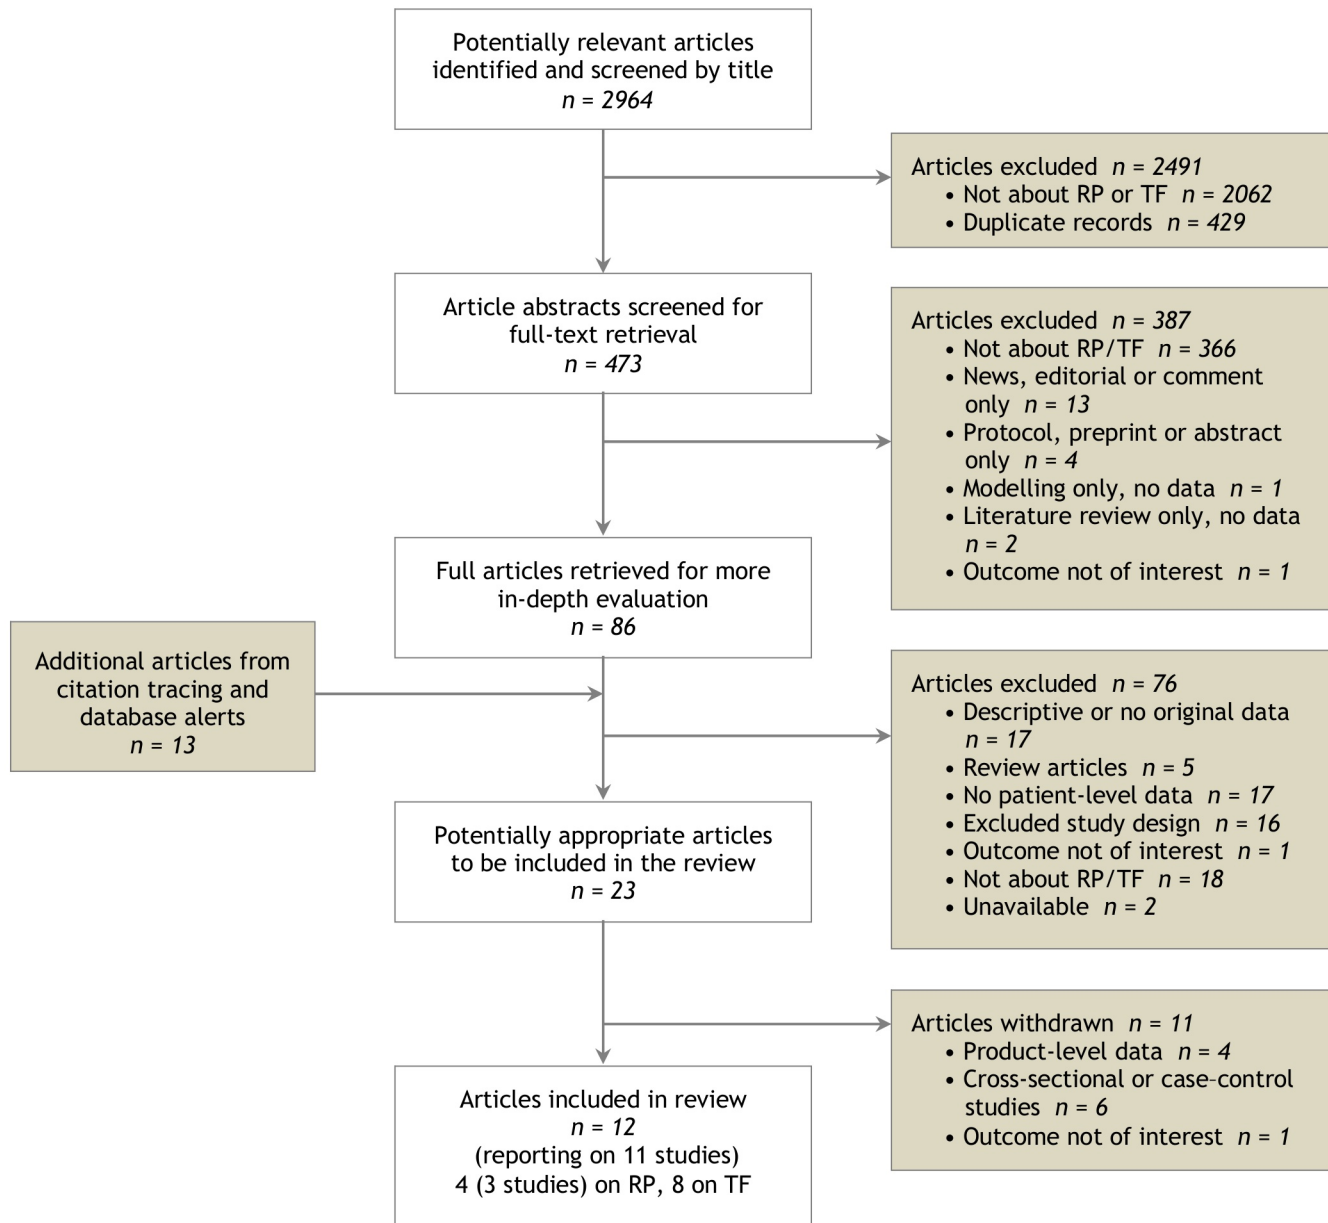 Potentially relevant articles
identified and screened by title
n = 2964
Articles excluded n = 2491
• Not about RP or TF n = 2062
• Duplicate records n = 429
Article abstracts screened for
full-text retrieval
n = 473
Articles excluded n = 387
• Not about RP/TF n = 366
• News, editorial or comment
only n = 13
• Protocol, preprint or abstract
only n = 4
• Modelling only, no data n = 1
• Literature review only, no data
n = 2
• Outcome not of interest n = 1
Full articles retrieved for more
in-depth evaluation
n = 86
Additional articles from
citation tracing and
database alerts
n = 13
Articles excluded n = 76
• Descriptive or no original data
n = 17
• Review articles n = 5
• No patient-level data n = 17
• Excluded study design n = 16
• Outcome not of interest n = 1
• Not about RP/TF n = 18
• Unavailable n = 2
Potentially appropriate articles
to be included in the review
n = 23
Articles withdrawn n = 11
• Product-level data n = 4
• Cross-sectional or case–control
studies n = 6
• Outcome not of interest n = 1
Articles included in review
n = 12
(reporting on 11 studies)
4 (3 studies) on RP, 8 on TF